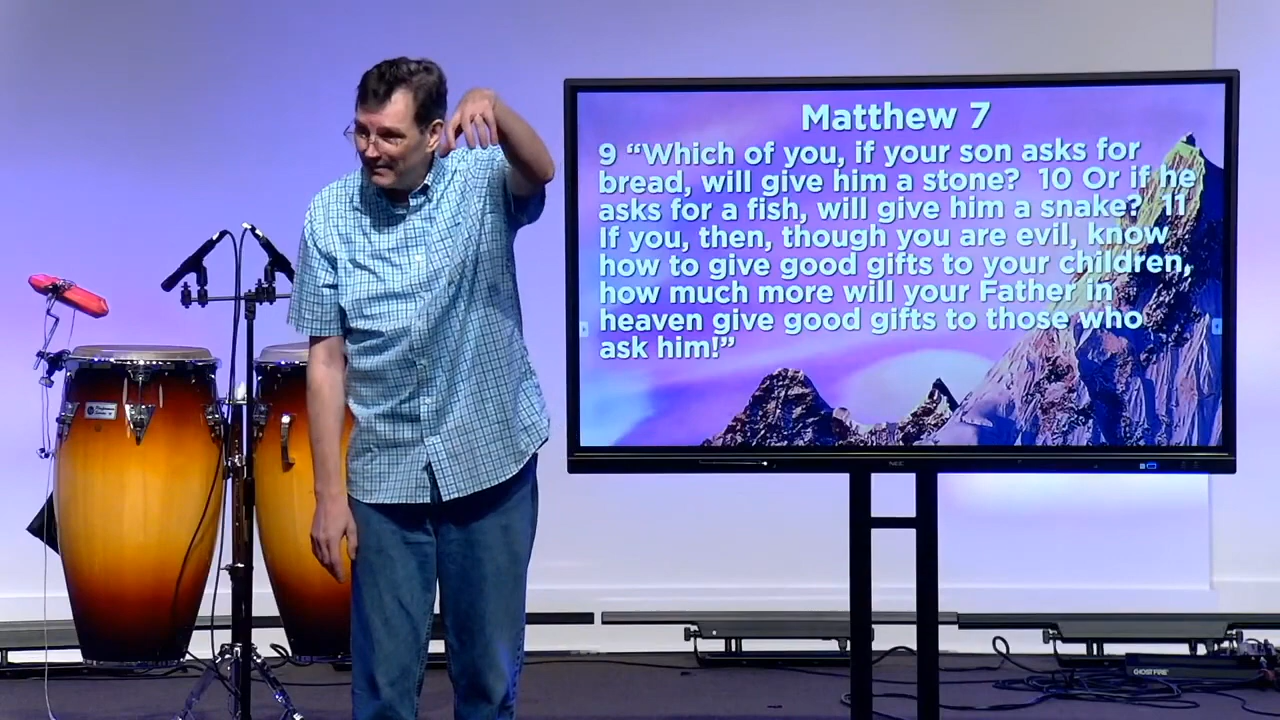 Matthew 7
9 “Which of you, if your son asks for
bread, will give him a stone?  10 Or if he
asks for a fish, will give him a snake?  11
If you, then, though you are evil, know
how to give good gifts to your children,
how much more will your Father in
heaven give good gifts to those who
ask him!”
NEC
GHOST FIRE